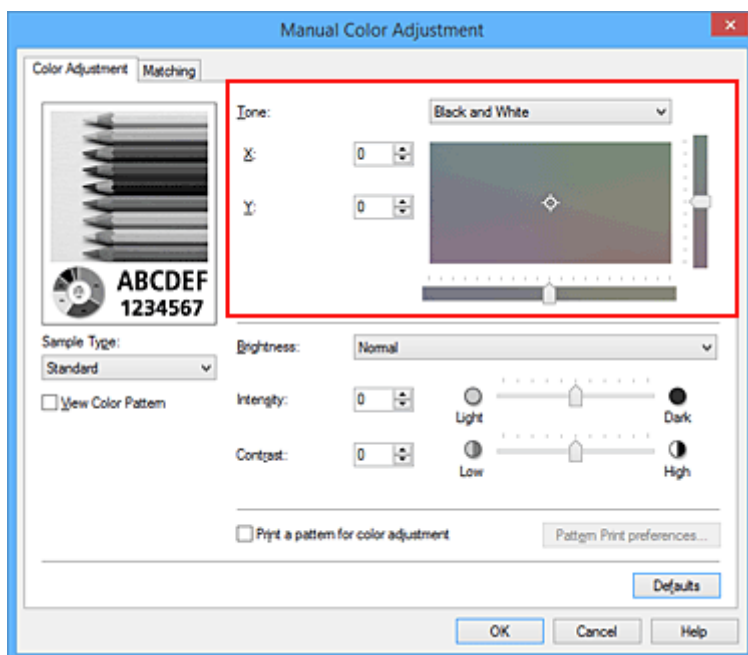 Manual Color Adjustment
Color Adjustment Matching
ABCDEF
1234567
Sample Type:
Standard
View Color Pattern
Tone: Black and White
X: 0
Y: 0
Brightness: Normal
Intensity: 0 Light Dark
Contrast: 0 Low High
Print a pattern for color adjustment Pattern Print preferences...
Defaults
OK Cancel Help